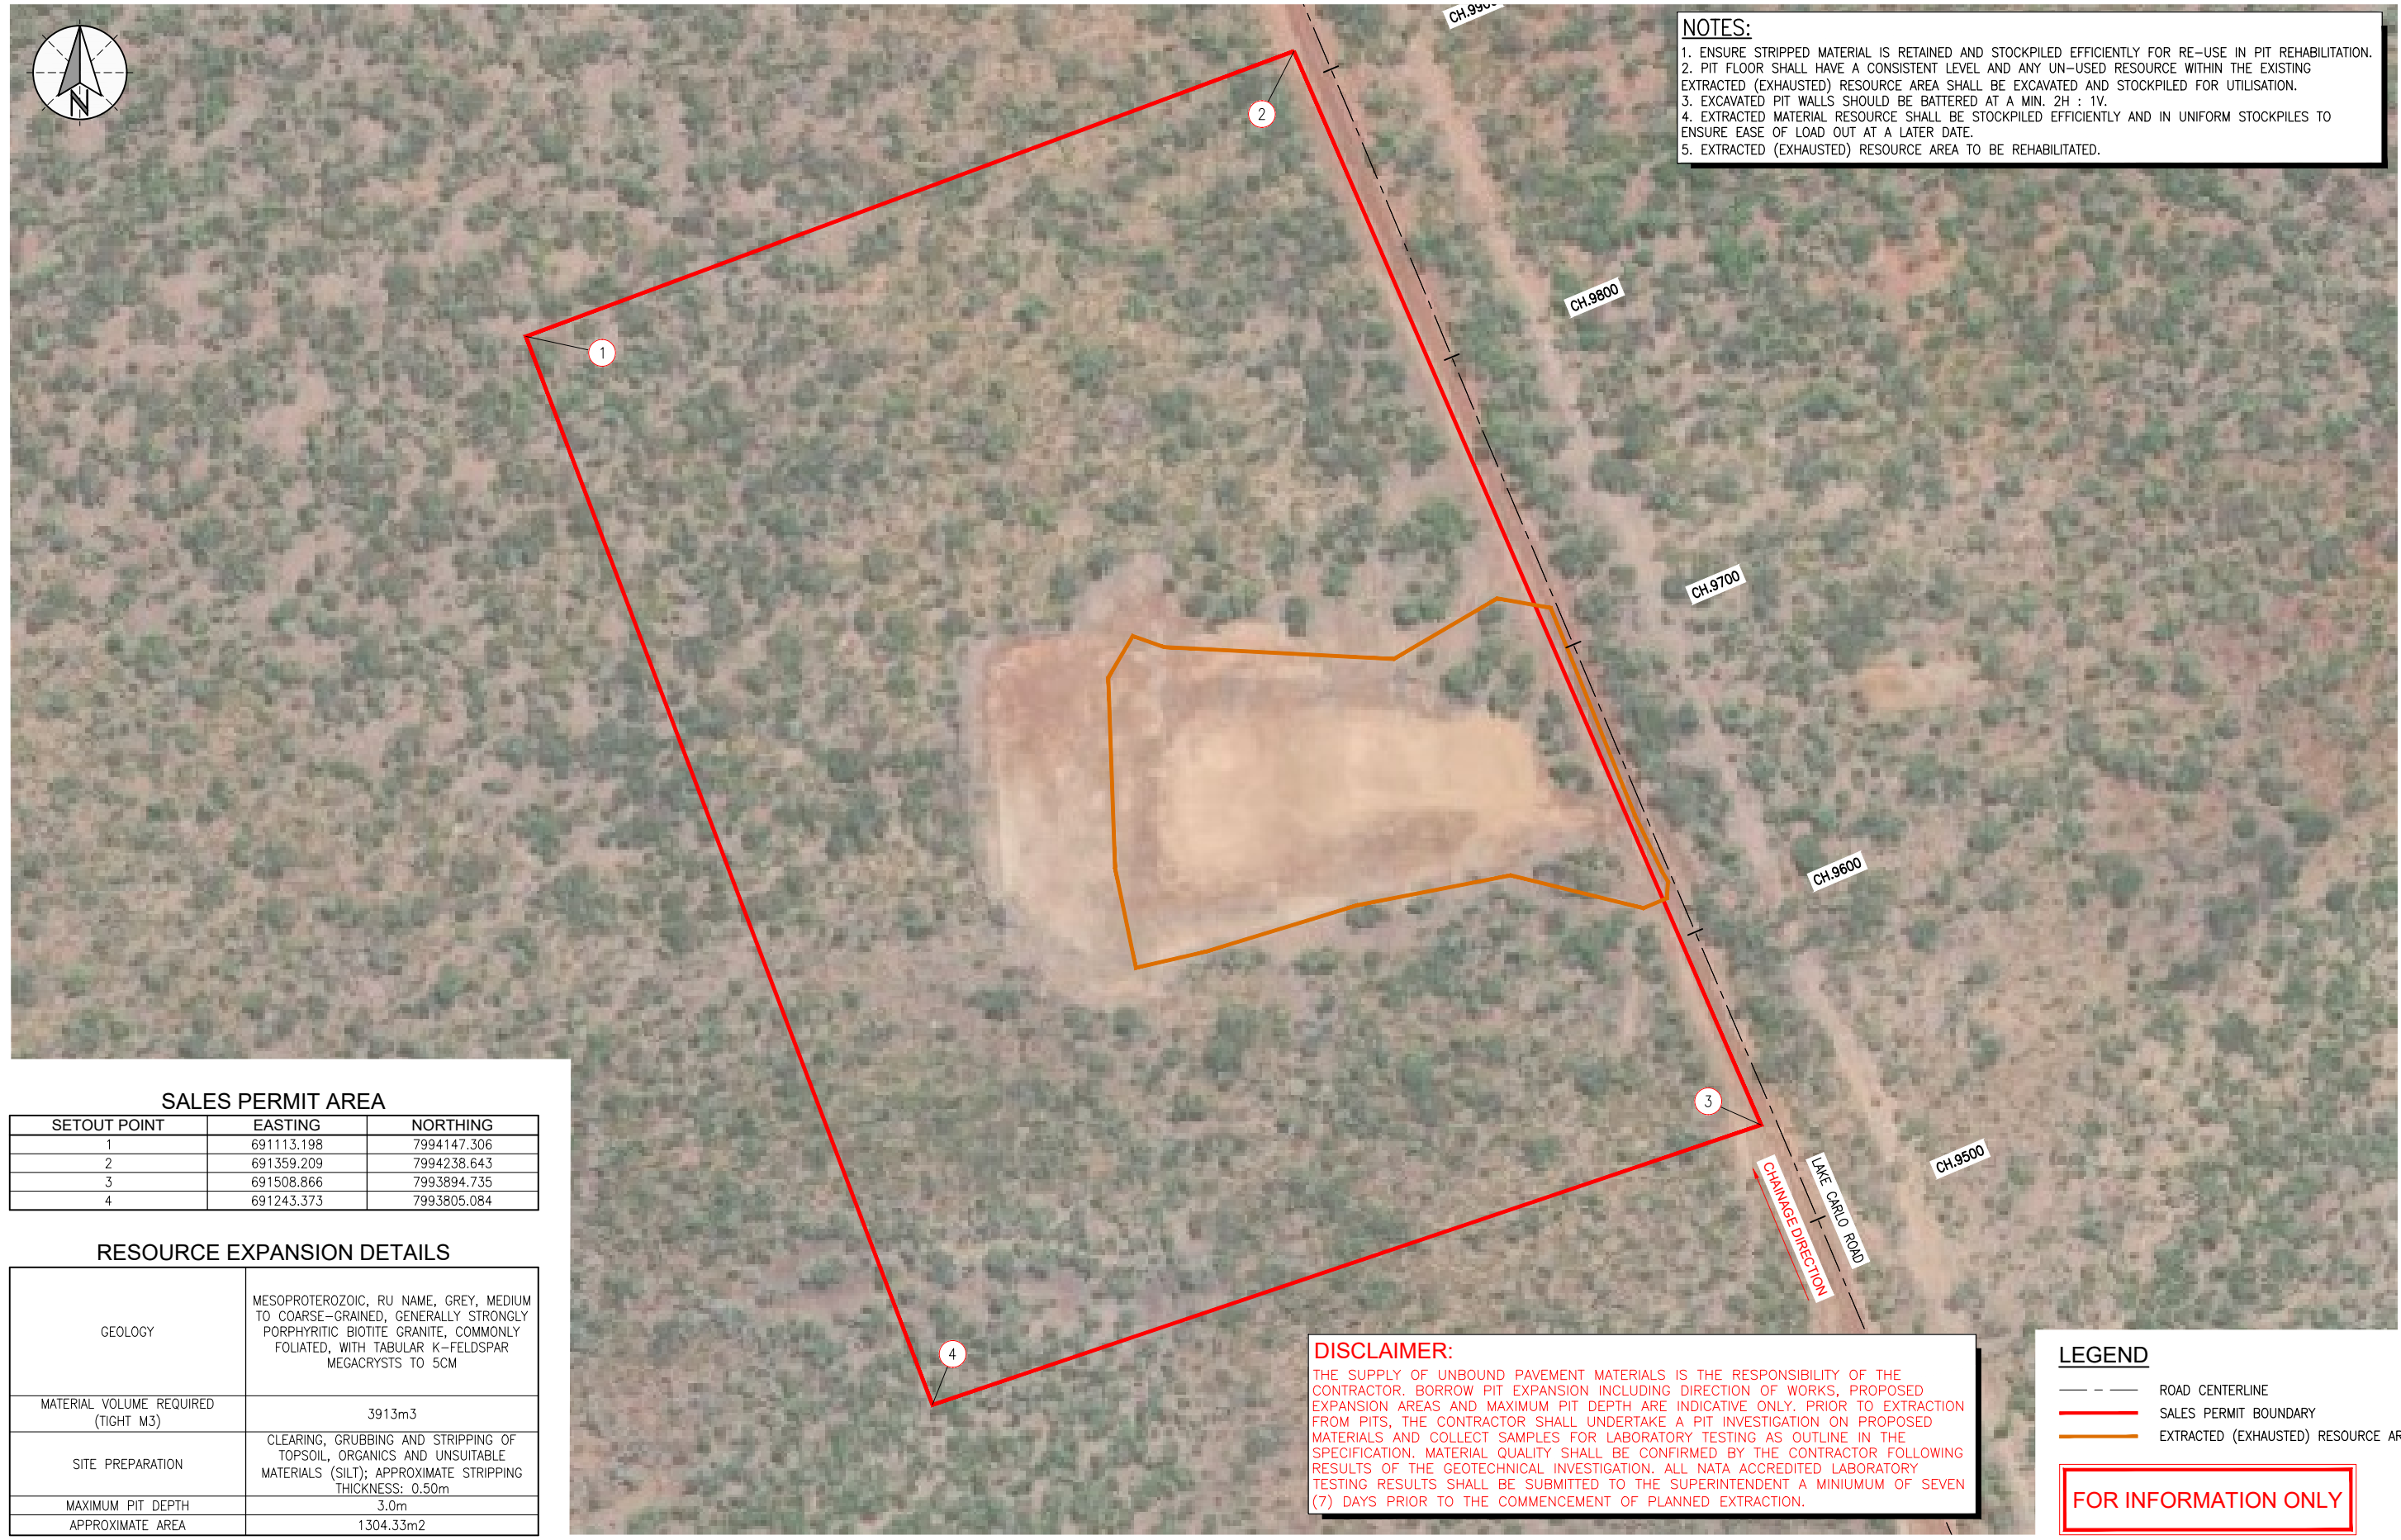 N
CH.9900
NOTES:
1. ENSURE STRIPPED MATERIAL IS RETAINED AND STOCKPILED EFFICIENTLY FOR RE-USE IN PIT REHABILITATION.
2. PIT FLOOR SHALL HAVE A CONSISTENT LEVEL AND ANY UN-USED RESOURCE WITHIN THE EXISTING
EXTRACTED (EXHAUSTED) RESOURCE AREA SHALL BE EXCAVATED AND STOCKPILED FOR UTILISATION.
3. EXCAVATED PIT WALLS SHOULD BE BATTERED AT A MIN. 2H : 1V.
4. EXTRACTED MATERIAL RESOURCE SHALL BE STOCKPILED EFFICIENTLY AND IN UNIFORM STOCKPILES TO
ENSURE EASE OF LOAD OUT AT A LATER DATE.
5. EXTRACTED (EXHAUSTED) RESOURCE AREA TO BE REHABILITATED.
2
CH.9800
1
CH.9700
CH.9600
3
CH.9500
LAKE CARLO ROAD
CHAINAGE DIRECTION
4
SALES PERMIT AREA
SETOUT POINT EASTING NORTHING
1 691113.198 7994147.306
2 691359.209 7994238.643
3 691508.866 7993894.735
4 691243.373 7993805.084
RESOURCE EXPANSION DETAILS
GEOLOGY
MESOPROTEROZOIC, RU NAME, GREY, MEDIUM
TO COARSE-GRAINED, GENERALLY STRONGLY
PORPHYRITIC BIOTITE GRANITE, COMMONLY
FOLIATED, WITH TABULAR K-FELDSPAR
MEGACRYSTS TO 5CM
MATERIAL VOLUME REQUIRED
(TIGHT M3)
3913m3
SITE PREPARATION
CLEARING, GRUBBING AND STRIPPING OF
TOPSOIL, ORGANICS AND UNSUITABLE
MATERIALS (SILT); APPROXIMATE STRIPPING
THICKNESS: 0.50m
MAXIMUM PIT DEPTH 3.0m
APPROXIMATE AREA 1304.33m2
DISCLAIMER:
THE SUPPLY OF UNBOUND PAVEMENT MATERIALS IS THE RESPONSIBILITY OF THE
CONTRACTOR. BORROW PIT EXPANSION INCLUDING DIRECTION OF WORKS, PROPOSED
EXPANSION AREAS AND MAXIMUM PIT DEPTH ARE INDICATIVE ONLY. PRIOR TO EXTRACTION
FROM PITS, THE CONTRACTOR SHALL UNDERTAKE A PIT INVESTIGATION ON PROPOSED
MATERIALS AND COLLECT SAMPLES FOR LABORATORY TESTING AS OUTLINE IN THE
SPECIFICATION. MATERIAL QUALITY SHALL BE CONFIRMED BY THE CONTRACTOR FOLLOWING
RESULTS OF THE GEOTECHNICAL INVESTIGATION. ALL NATA ACCREDITED LABORATORY
TESTING RESULTS SHALL BE SUBMITTED TO THE SUPERINTENDENT A MINIUMUM OF SEVEN
(7) DAYS PRIOR TO THE COMMENCEMENT OF PLANNED EXTRACTION.
LEGEND
ROAD CENTERLINE
SALES PERMIT BOUNDARY
EXTRACTED (EXHAUSTED) RESOURCE AR
FOR INFORMATION ONLY